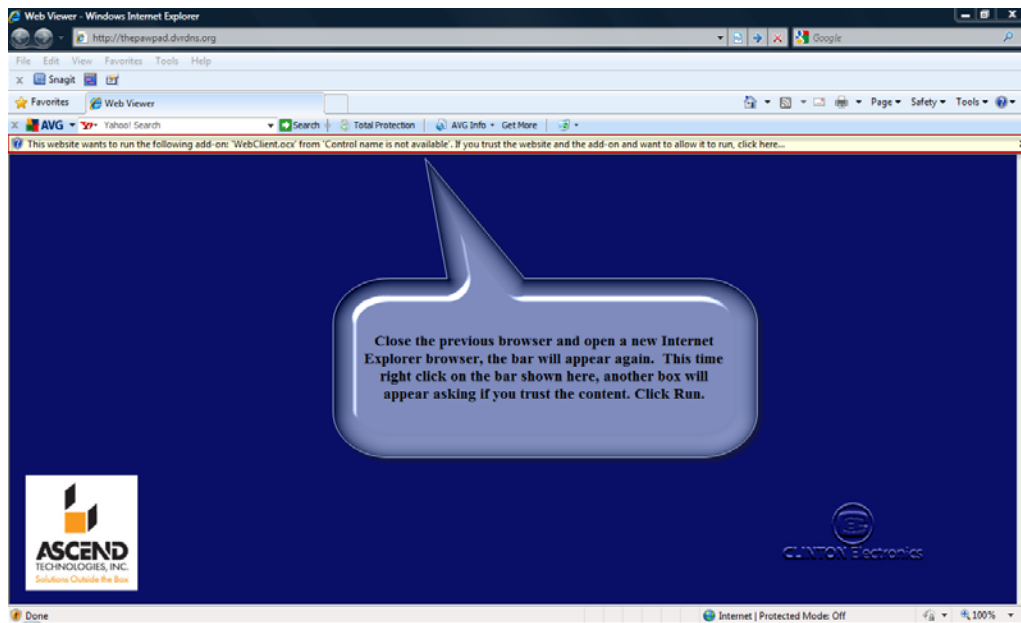 Web Viewer - Windows Internet Explorer
http://thepawpad.dvrdns.org
Google
File Edit View Favorites Tools Help
x Snagit
Favorites Web Viewer
Page Safety Tools
x AVG Yahoo! Search Search Total Protection AVG Info Get More
This website wants to run the following add-on: 'WebClient.ocx' from 'Control name is not available'. If you trust the website and the add-on and want to allow it to run, click here...
Close the previous browser and open a new Internet
Explorer browser, the bar will appear again. This time
right click on the bar shown here, another box will
appear asking if you trust the content. Click Run.
ASCEND
TECHNOLOGIES, INC.
Solutions Outside the Box
CLINTON Electronics
Done
Internet | Protected Mode: Off
100%